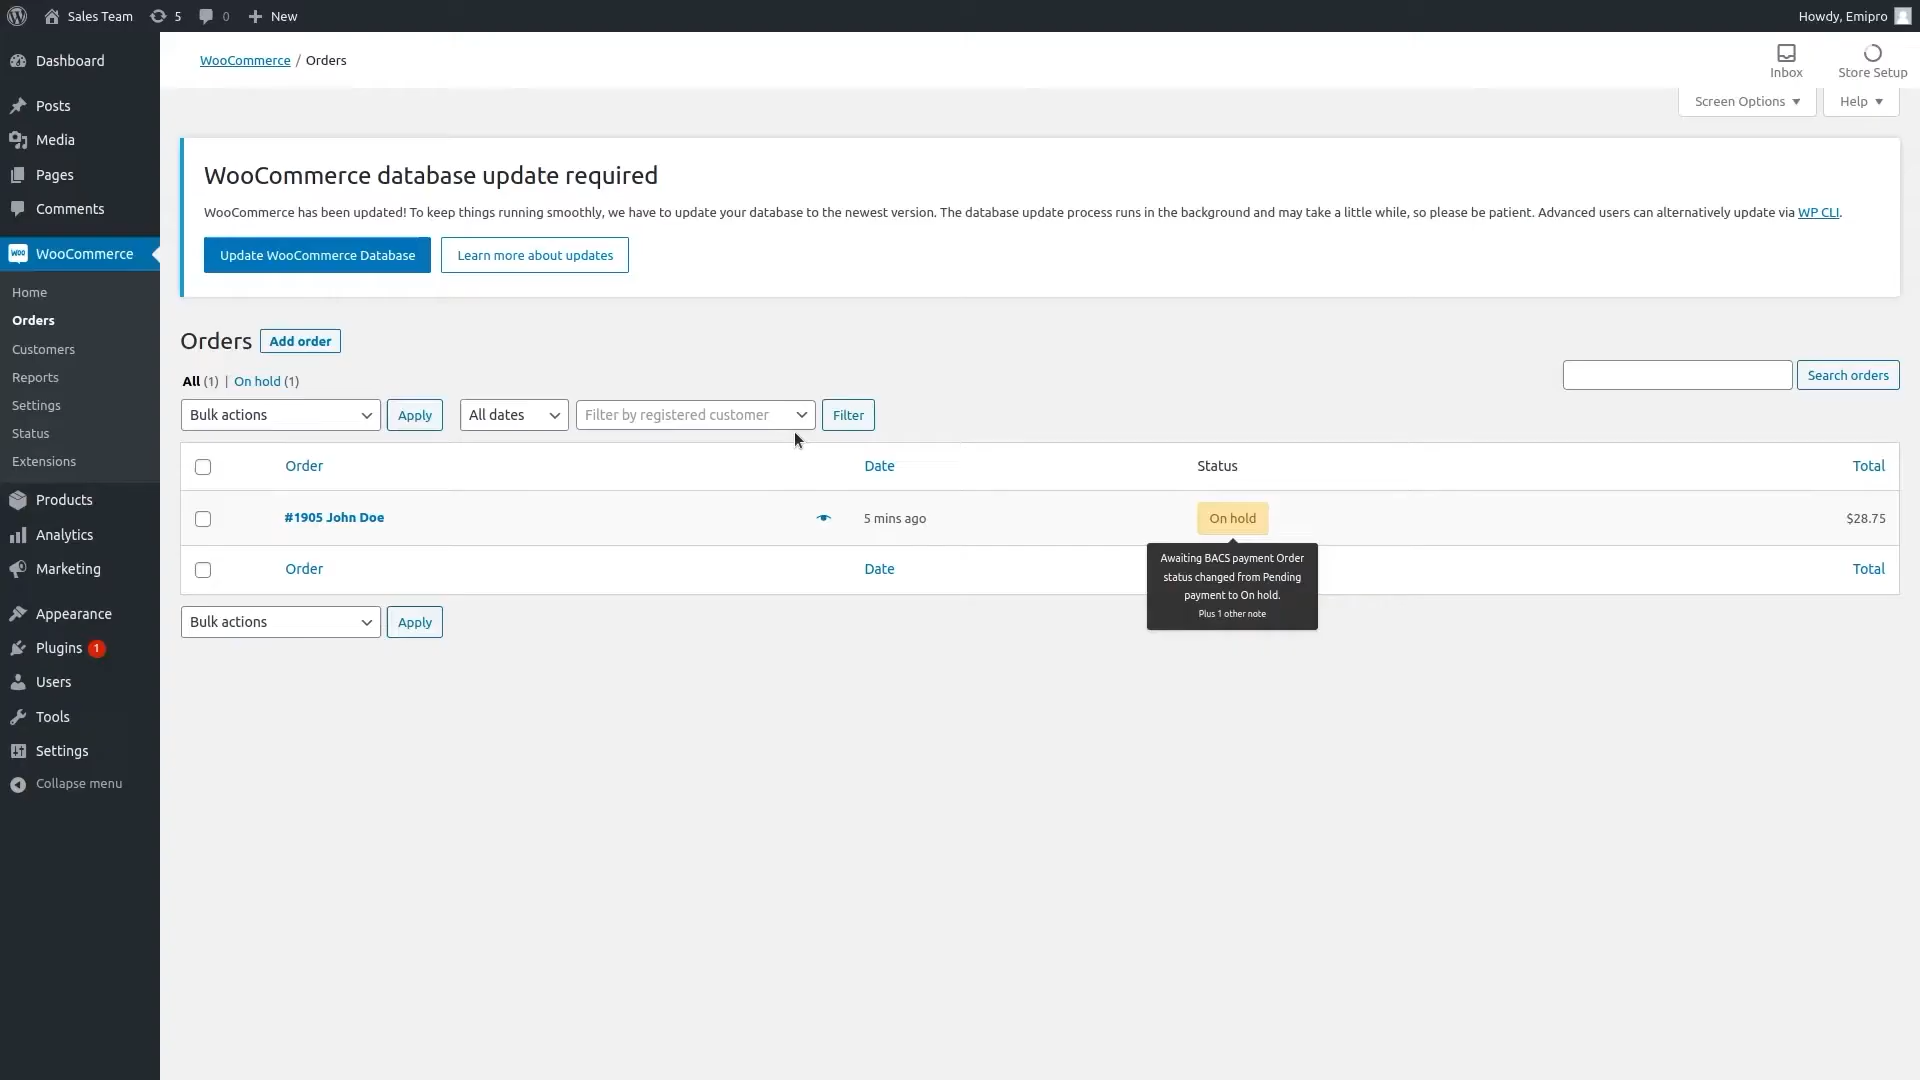 Sales Team 5 0 New Howdy, Emipro
Dashboard
Posts
Media
Pages
Comments
WooCommerce
Home
Orders
Customers
Reports
Settings
Status
Extensions
Products
Analytics
Marketing
Appearance
Plugins 1
Users
Tools
Settings
Collapse menu
WooCommerce / Orders
Inbox
Store Setup
Screen Options
Help
WooCommerce database update required
WooCommerce has been updated! To keep things running smoothly, we have to update your database to the newest version. The database update process runs in the background and may take a little while, so please be patient. Advanced users can alternatively update via WP CLI.
Update WooCommerce Database Learn more about updates
Orders Add order
All (1) | On hold (1)
Search orders
Bulk actions Apply All dates Filter by registered customer Filter
Order Date Status Total
#1905 John Doe 5 mins ago On hold $28.75
Order Date Total
Awaiting BACS payment Order
status changed from Pending
payment to On hold.
Plus 1 other note
Bulk actions Apply